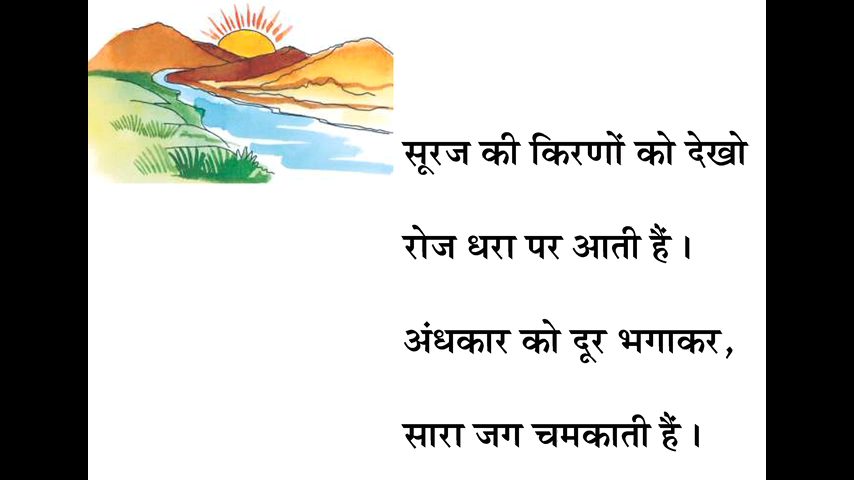 सूरज की किरणों को देखो
रोज धरा पर आती हैं ।
अंधकार को दूर भगाकर,
सारा जग चमकाती हैं ।